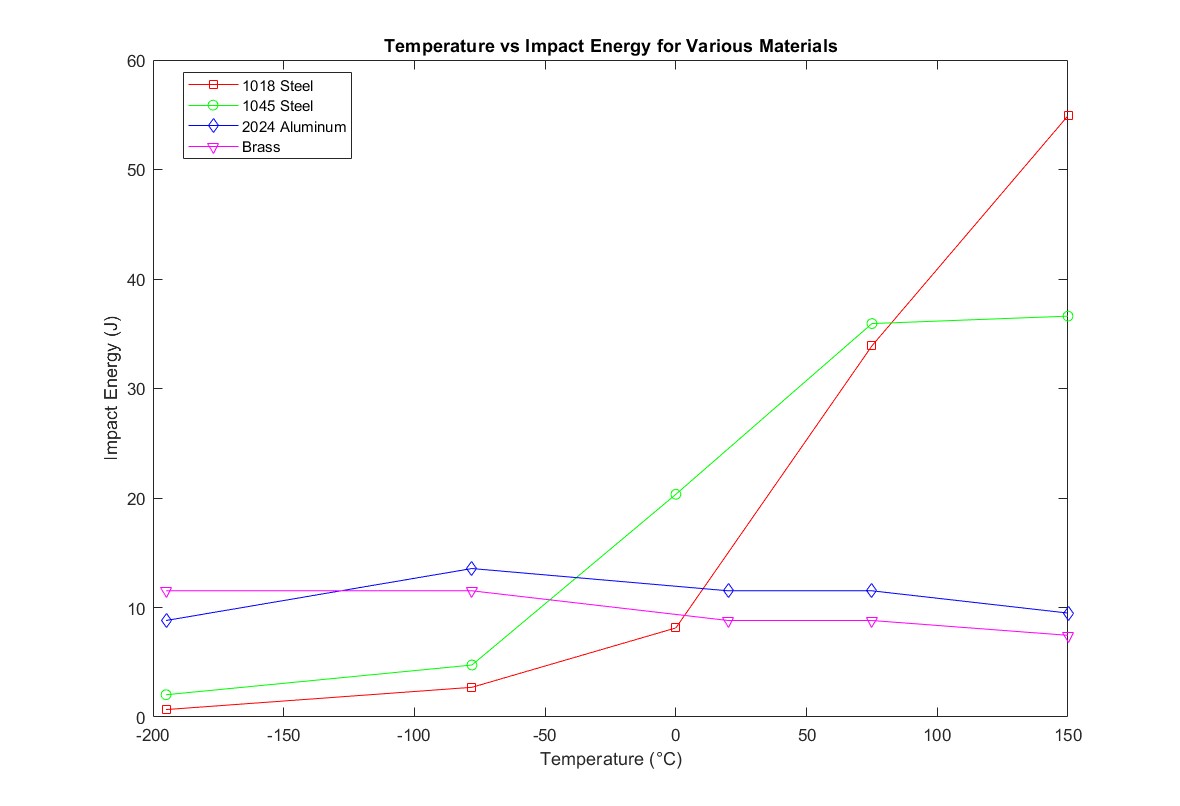 Temperature vs Impact Energy for Various Materials
60
50
40
30
20
10
0
Impact Energy (J)
1018 Steel
1045 Steel
2024 Aluminum
Brass
-200 -150 -100 -50 0 50 100 150
Temperature (°C)